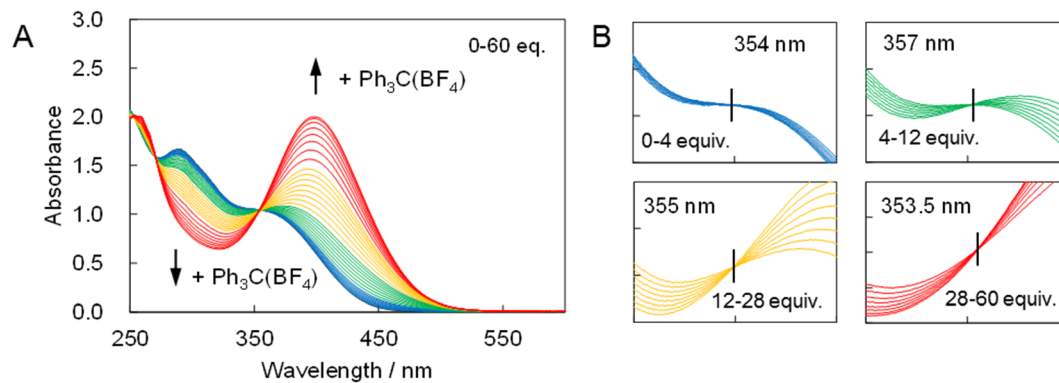 A
3.0
2.5
2.0
1.5
1.0
0.5
0.0
Absorbance
0-60 eq.
+ Ph₃C(BF₄)
+ Ph₃C(BF₄)
250
350
450
550
Wavelength / nm
B
354 nm
0-4 equiv.
357 nm
4-12 equiv.
355 nm
12-28 equiv.
353.5 nm
28-60 equiv.